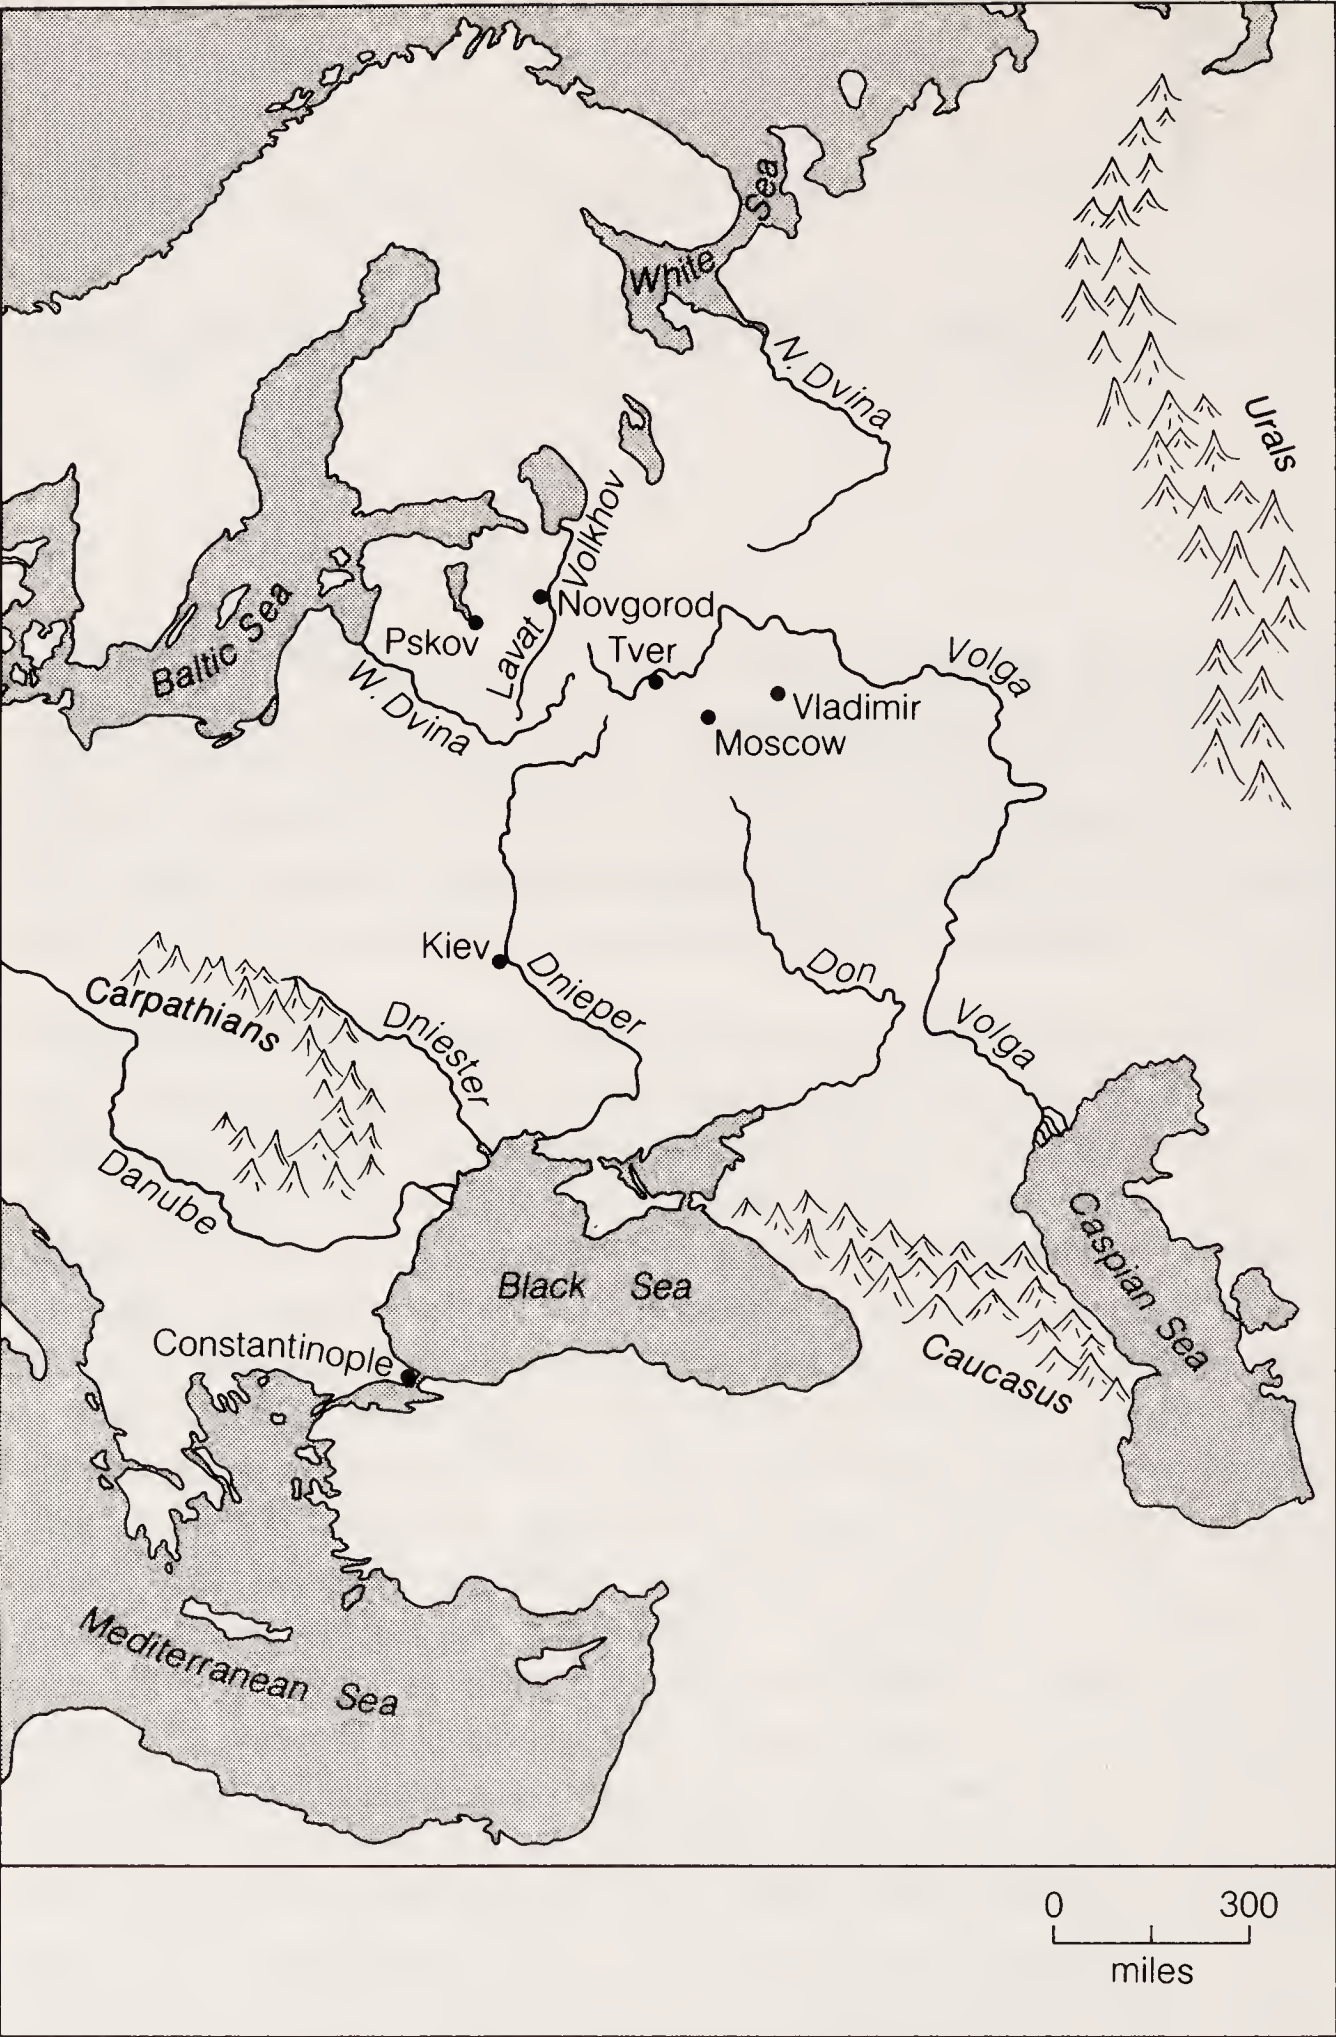 White Sea
N. Dvina
Urals
Volkhov
Baltic Sea
Novgorod
Pskov
Lavat
Tver
Volga
W. Dvina
Vladimir
Moscow
Kiev
Dnieper
Don
Carpathians
Dniester
Volga
Danube
Caspian Sea
Black Sea
Constantinople
Caucasus
Mediterranean Sea
0 300
miles